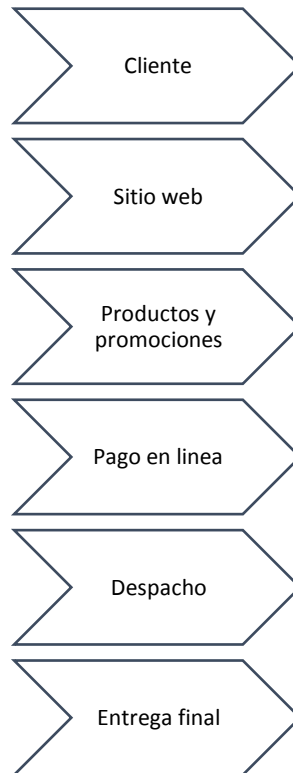 Cliente
Sitio web
Productos y
promociones
Pago en linea
Despacho
Entrega final